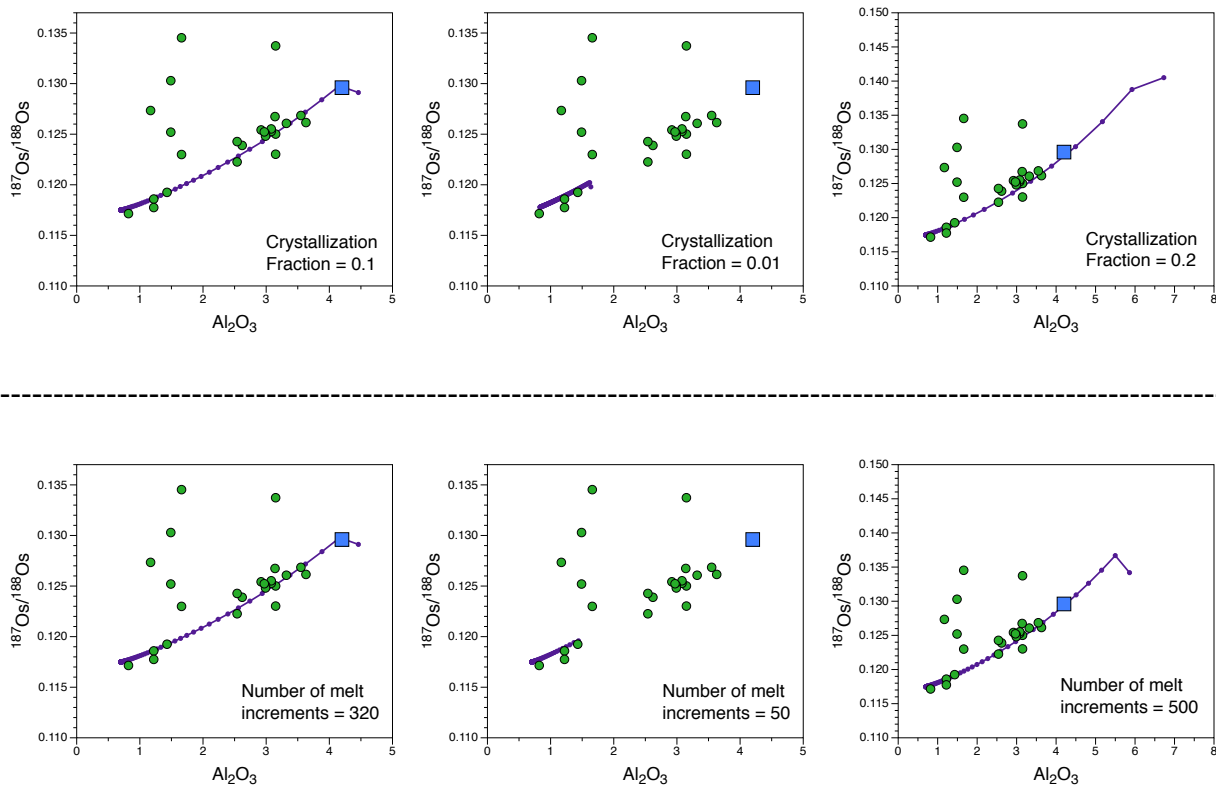 0.135
0.130
0.125
0.120
0.115
0.110
187Os/188Os
Crystallization
Fraction = 0.1
0 1 2 3 4 5
Al2O3
0.135
0.130
0.125
0.120
0.115
0.110
187Os/188Os
Crystallization
Fraction = 0.01
0 1 2 3 4 5
Al2O3
0.150
0.145
0.140
0.135
0.130
0.125
0.120
0.115
0.110
187Os/188Os
Crystallization
Fraction = 0.2
0 1 2 3 4 5 6 7 8
Al2O3
0.135
0.130
0.125
0.120
0.115
0.110
187Os/188Os
Number of melt
increments = 320
0 1 2 3 4 5
Al2O3
0.135
0.130
0.125
0.120
0.115
0.110
187Os/188Os
Number of melt
increments = 50
0 1 2 3 4 5
Al2O3
0.150
0.145
0.140
0.135
0.130
0.125
0.120
0.115
0.110
187Os/188Os
Number of melt
increments = 500
0 1 2 3 4 5 6 7 8
Al2O3